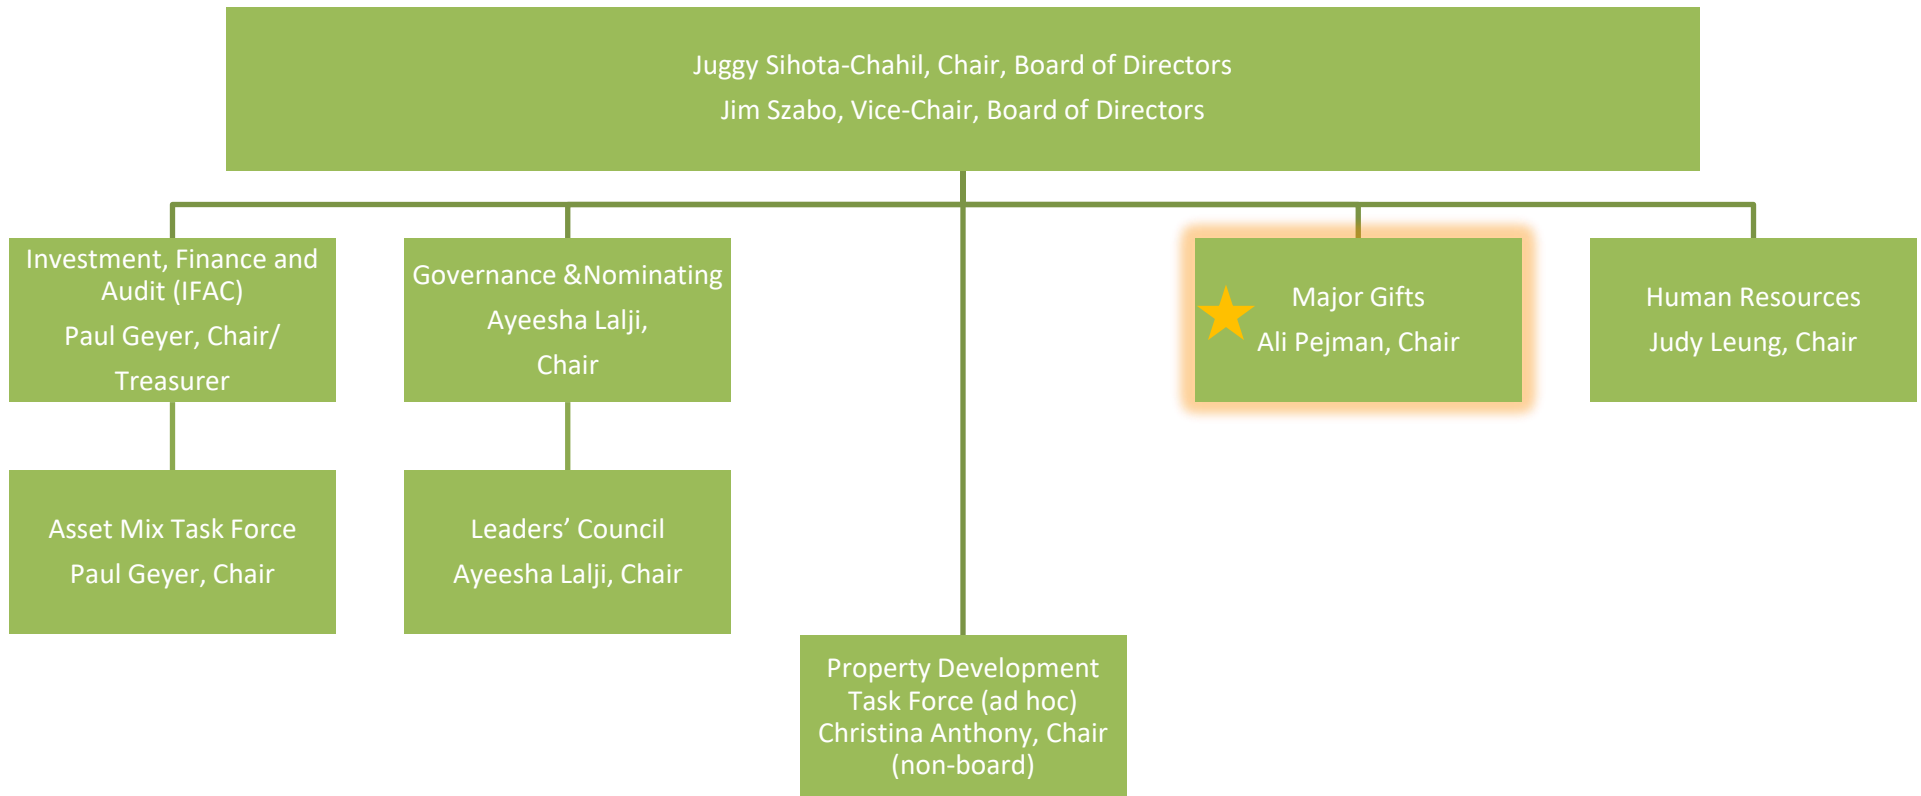 Juggy Sihota-Chahil, Chair, Board of Directors
Jim Szabo, Vice-Chair, Board of Directors
Investment, Finance and
Audit (IFAC)
Paul Geyer, Chair/
Treasurer
Governance &Nominating
Ayeesha Lalji,
Chair
Major Gifts
Ali Pejman, Chair
Human Resources
Judy Leung, Chair
Asset Mix Task Force
Paul Geyer, Chair
Leaders’ Council
Ayeesha Lalji, Chair
Property Development
Task Force (ad hoc)
Christina Anthony, Chair
(non-board)